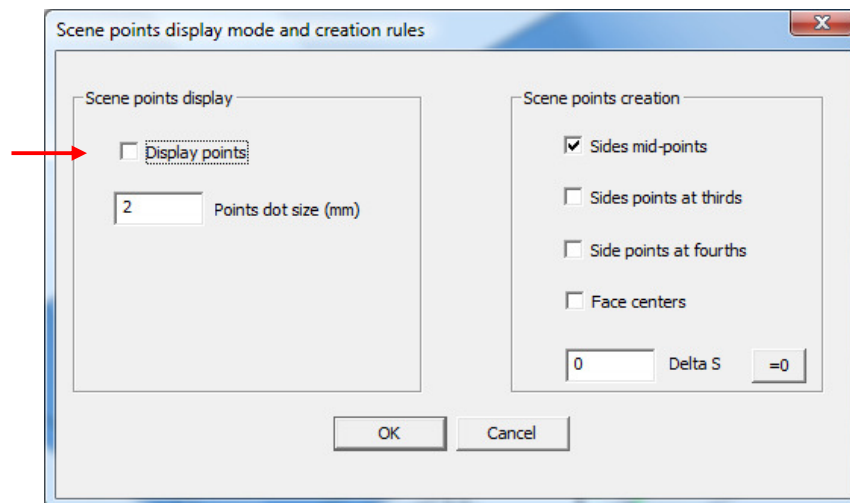 Scene points display mode and creation rules
Scene points display
Display points
2 Points dot size (mm)
Scene points creation
Sides mid-points
Sides points at thirds
Side points at fourths
Face centers
0 Delta S =0
OK Cancel